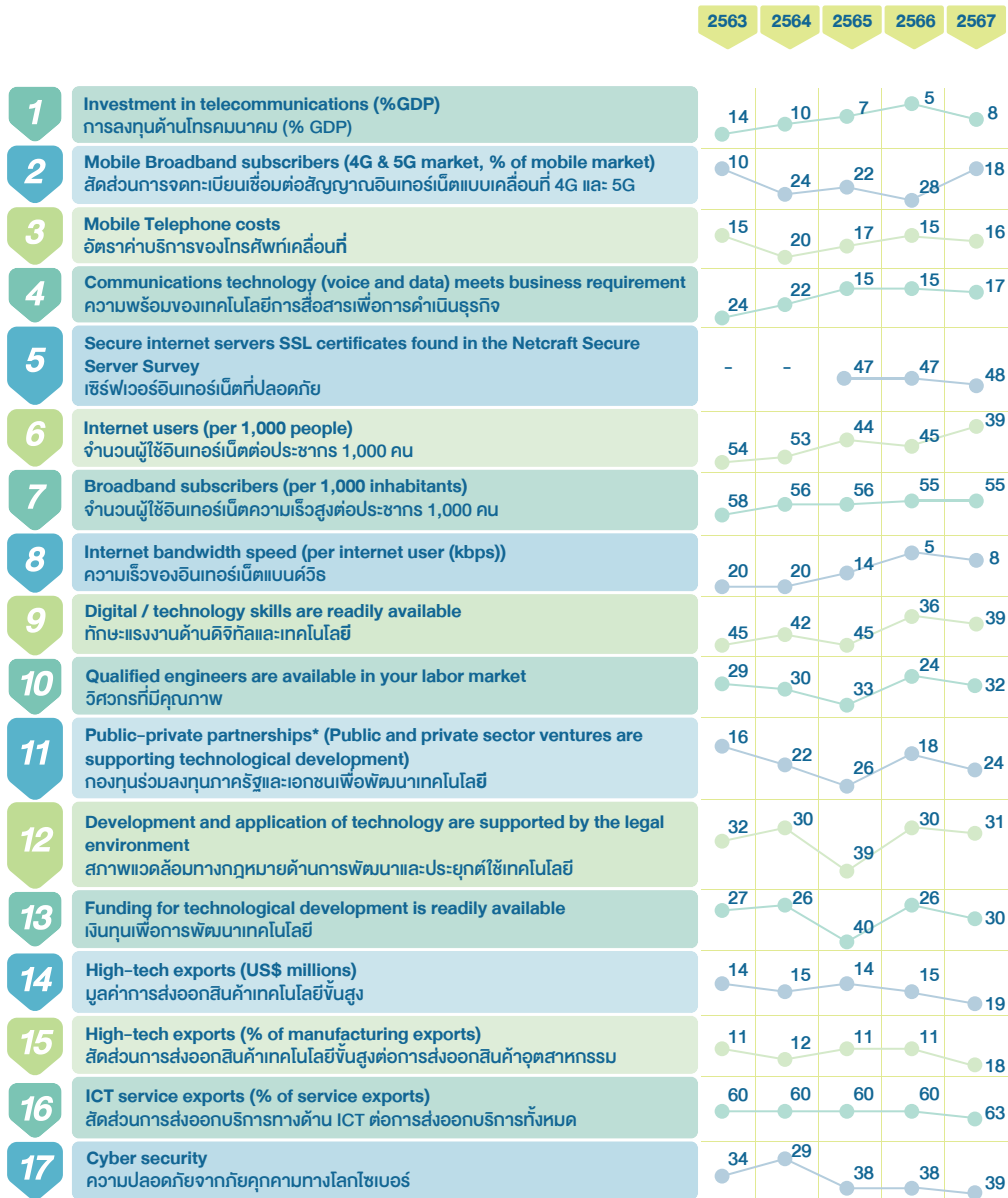 2563 2564 2565 2566 2567
1 Investment in telecommunications (%GDP)
การลงทุนด้านโทรคมนาคม (% GDP)
14 10 7 5 8
2 Mobile Broadband subscribers (4G & 5G market, % of mobile market)
สัดส่วนการจดทะเบียนเชื่อมต่อสัญญาณอินเทอร์เน็ตแบบเคลื่อนที่ 4G และ 5G
10 24 22 28 18
3 Mobile Telephone costs
อัตราค่าบริการของโทรศัพท์เคลื่อนที่
15 20 17 15 16
4 Communications technology (voice and data) meets business requirement
ความพร้อมของเทคโนโลยีการสื่อสารเพื่อการดำเนินธุรกิจ
24 22 15 15 17
5 Secure internet servers SSL certificates found in the Netcraft Secure
Server Survey
เซิร์ฟเวอร์อินเทอร์เน็ตที่ปลอดภัย
- - 47 47 48
6 Internet users (per 1,000 people)
จำนวนผู้ใช้อินเทอร์เน็ตต่อประชากร 1,000 คน
54 53 44 45 39
7 Broadband subscribers (per 1,000 inhabitants)
จำนวนผู้ใช้อินเทอร์เน็ตความเร็วสูงต่อประชากร 1,000 คน
58 56 56 55 55
8 Internet bandwidth speed (per internet user (kbps))
ความเร็วของอินเทอร์เน็ตแบนด์วิธ
20 20 14 5 8
9 Digital / technology skills are readily available
ทักษะแรงงานด้านดิจิทัลและเทคโนโลยี
45 42 45 36 39
10 Qualified engineers are available in your labor market
วิศวกรที่มีคุณภาพ
29 30 33 24 32
11 Public-private partnerships* (Public and private sector ventures are
supporting technological development)
กองทุนร่วมลงทุนภาครัฐและเอกชนเพื่อพัฒนาเทคโนโลยี
16 22 26 18 24
12 Development and application of technology are supported by the legal
environment
สภาพแวดล้อมทางกฎหมายด้านการพัฒนาและประยุกต์ใช้เทคโนโลยี
32 30 39 30 31
13 Funding for technological development is readily available
เงินทุนเพื่อการพัฒนาเทคโนโลยี
27 26 40 26 30
14 High-tech exports (US$ millions)
มูลค่าการส่งออกสินค้าเทคโนโลยีขั้นสูง
14 15 14 15 19
15 High-tech exports (% of manufacturing exports)
สัดส่วนการส่งออกสินค้าเทคโนโลยีขั้นสูงต่อการส่งออกสินค้าอุตสาหกรรม
11 12 11 11 18
16 ICT service exports (% of service exports)
สัดส่วนการส่งออกบริการทางด้าน ICT ต่อการส่งออกบริการทั้งหมด
60 60 60 60 63
17 Cyber security
ความปลอดภัยจากภัยคุกคามทางโลกไซเบอร์
34 29 38 38 39